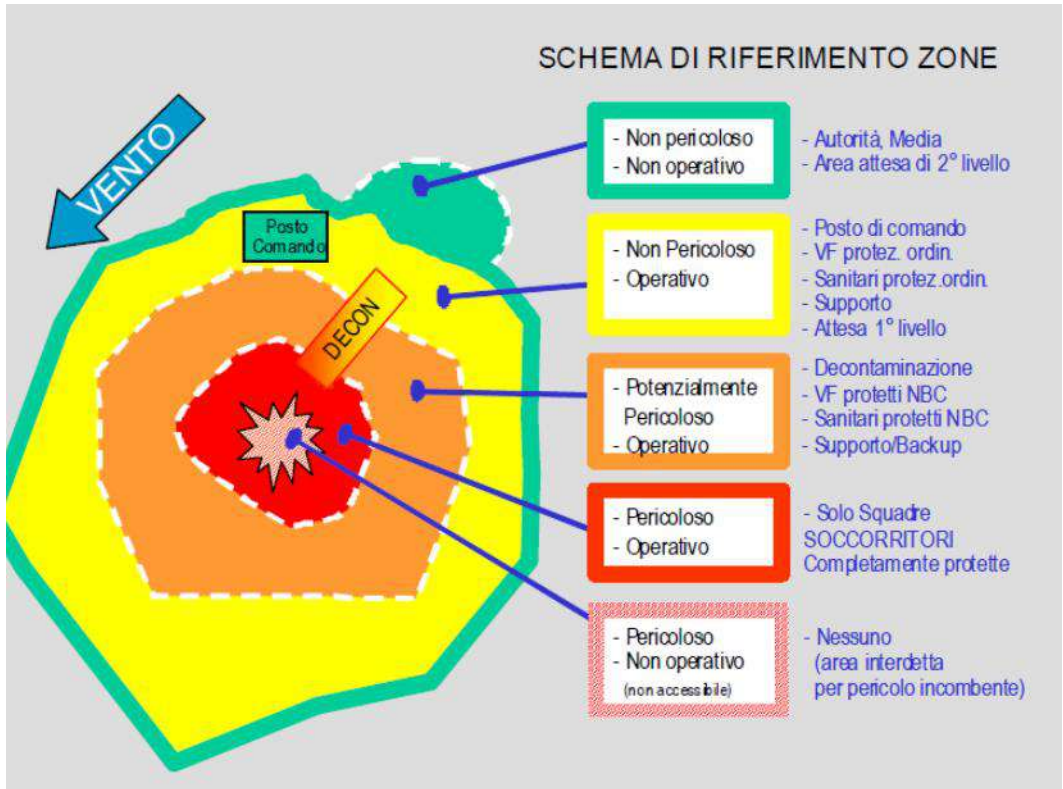 SCHEMA DI RIFERIMENTO ZONE
VENTO
Posto
Comando
DECON
- Non pericoloso
- Non operativo
- Autorità, Media
- Area attesa di 2° livello
- Non Pericoloso
- Operativo
- Posto di comando
- VF protez. ordin.
- Sanitari protez.ordin.
- Supporto
- Attesa 1° livello
- Potenzialmente
Pericoloso
- Operativo
- Decontaminazione
- VF protetti NBC
- Sanitari protetti NBC
- Supporto/Backup
- Pericoloso
- Operativo
- Solo Squadre
SOCCORRITORI
Completamente protette
- Pericoloso
- Non operativo
(non accessibile)
- Nessuno
(area interdetta
per pericolo incombente)